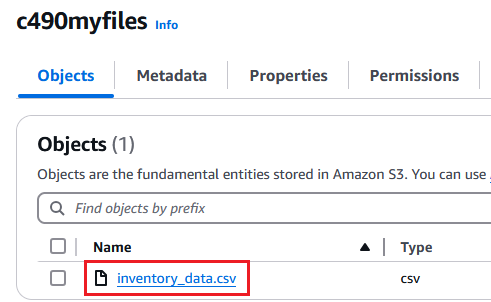 c490myfiles Info
Objects Metadata Properties Permissions
Objects (1)
Objects are the fundamental entities stored in Amazon S3. You can use
Find objects by prefix
Name Type
inventory_data.csv csv